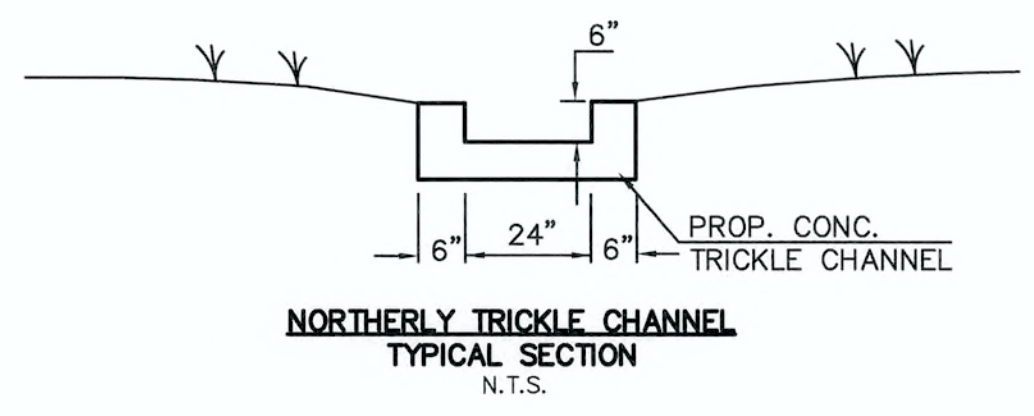 6"
6" 24" 6"
PROP. CONC.
TRICKLE CHANNEL
NORTHERLY TRICKLE CHANNEL
TYPICAL SECTION
N.T.S.